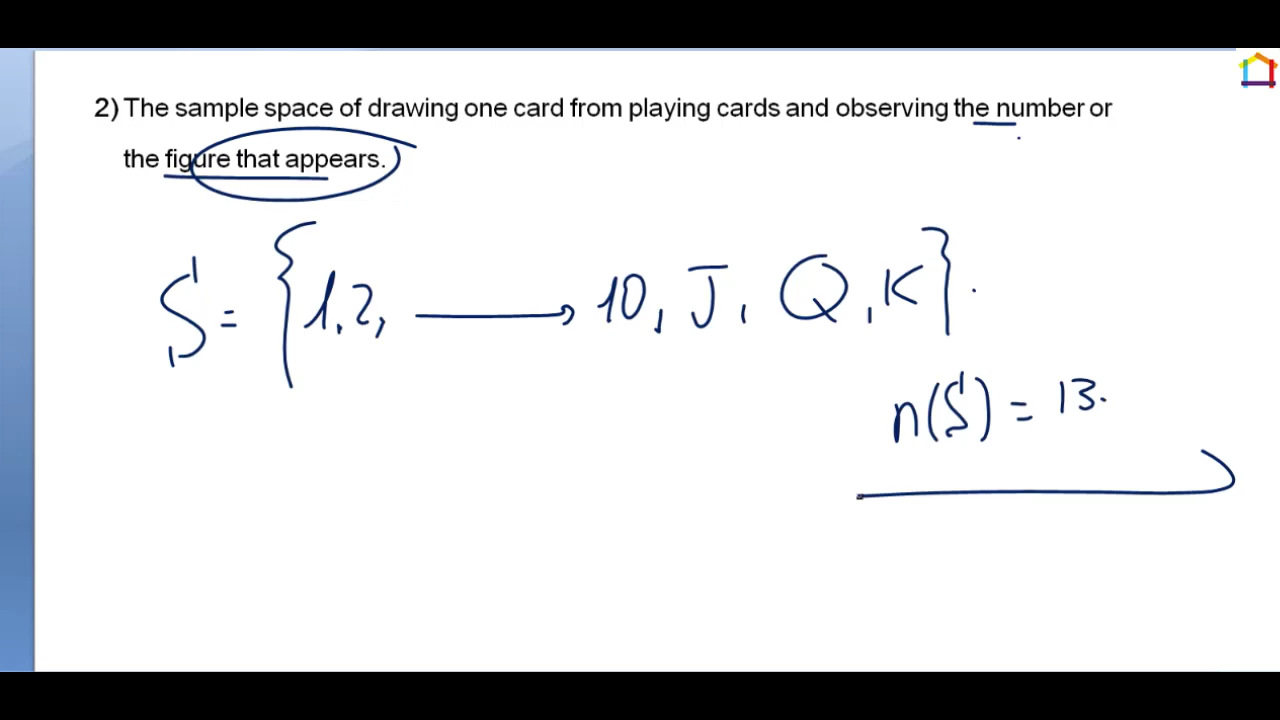 2) The sample space of drawing one card from playing cards and observing the number or
the figure that appears.
S = {1, 2, ⟶ 10, J, Q, K}.
n(S) = 13.